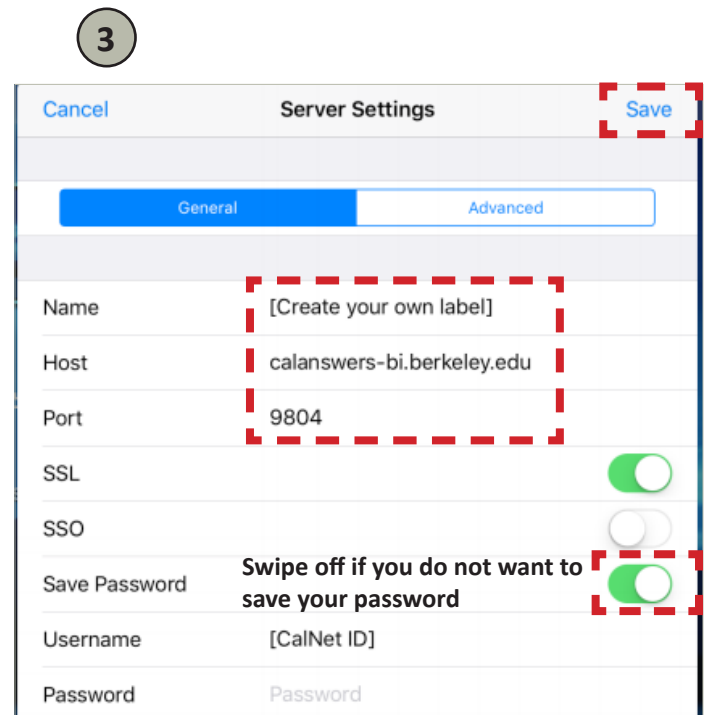 3
Cancel Server Settings Save
General Advanced
Name [Create your own label]
Host calanswers-bi.berkeley.edu
Port 9804
SSL
SSO
Save Password Swipe off if you do not want to
save your password
Username [CalNet ID]
Password Password